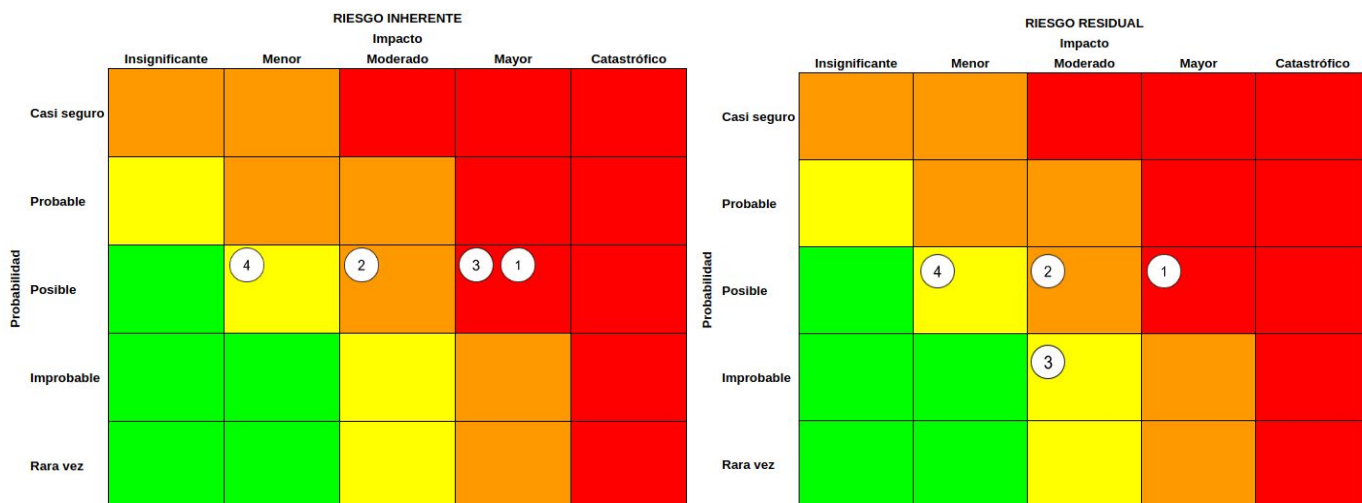 RIESGO INHERENTE
Impacto
Insignificante Menor Moderado Mayor Catastrófico
Casi seguro
Probable
Probabilidad
4 2 3 1
Posible
Improbable
Rara vez
RIESGO RESIDUAL
Impacto
Insignificante Menor Moderado Mayor Catastrófico
Casi seguro
Probable
Probabilidad
4 2 1
Posible
3
Improbable
Rara vez